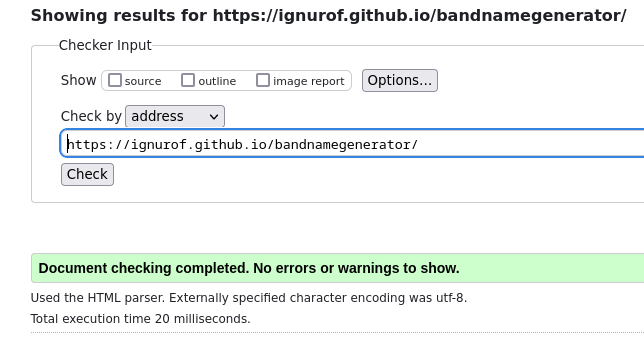 Showing results for https://ignurof.github.io/bandnamegenerator/
Checker Input
Show source outline image report Options...
Check by address
https://ignurof.github.io/bandnamegenerator/
Check
Document checking completed. No errors or warnings to show.
Used the HTML parser. Externally specified character encoding was utf-8.
Total execution time 20 milliseconds.